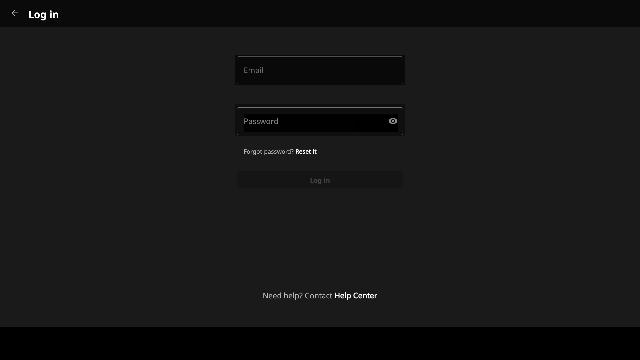 Log in
Email
Password
Forgot password? Reset it
Log in
Need help? Contact Help Center